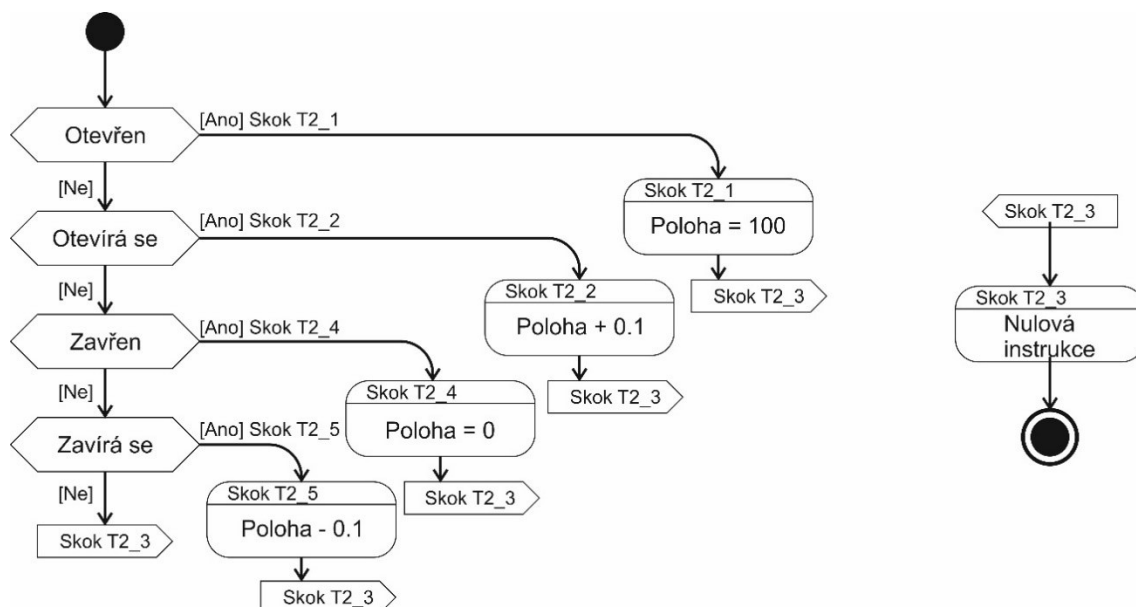 Otevřen
[Ano] Skok T2_1
[Ne]
Skok T2_1
Poloha = 100
Skok T2_3
Otevírá se
[Ano] Skok T2_2
[Ne]
Skok T2_2
Poloha + 0.1
Skok T2_3
Zavřen
[Ano] Skok T2_4
[Ne]
Skok T2_4
Poloha = 0
Skok T2_3
Zavírá se
[Ano] Skok T2_5
[Ne]
Skok T2_3
Skok T2_5
Poloha - 0.1
Skok T2_3
Skok T2_3
Skok T2_3
Nulová
instrukce